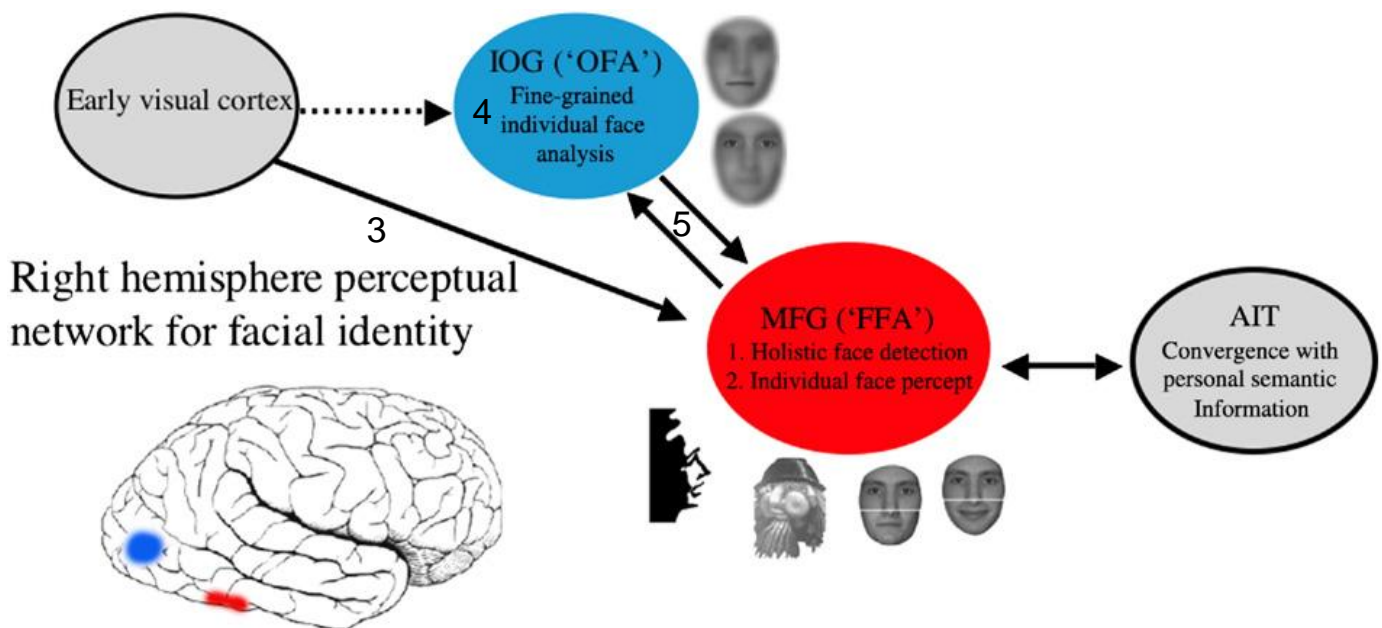 Early visual cortex
IOG (‘OFA’)
4
Fine-grained
individual face
analysis
3
5
Right hemisphere perceptual
network for facial identity
MFG (‘FFA’)
1. Holistic face detection
2. Individual face percept
AIT
Convergence with
personal semantic
Information